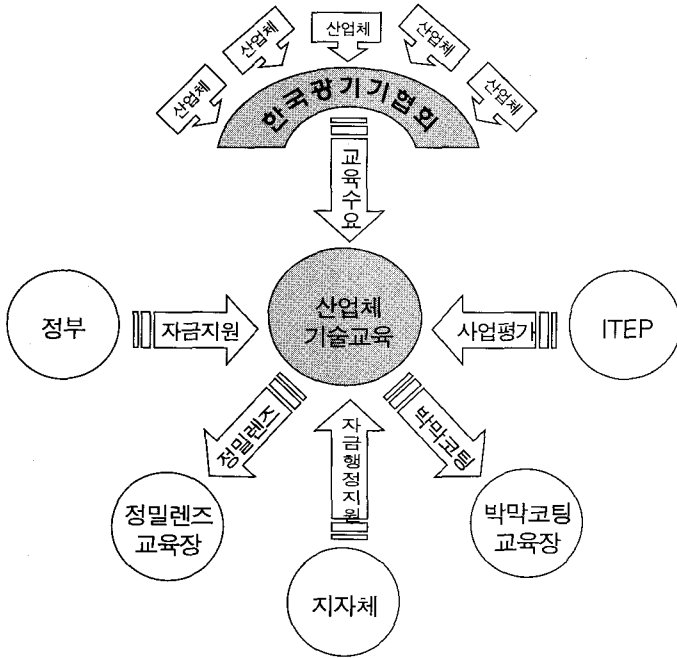 산업체
산업체
산업체
산업체
산업체
한국광기기협회
교육수요
정부
자금지원
산업체
기술교육
사업평가
ITEP
정밀렌즈
자금행정지원
박막코팅
정밀렌즈
교육장
박막코팅
교육장
지자체